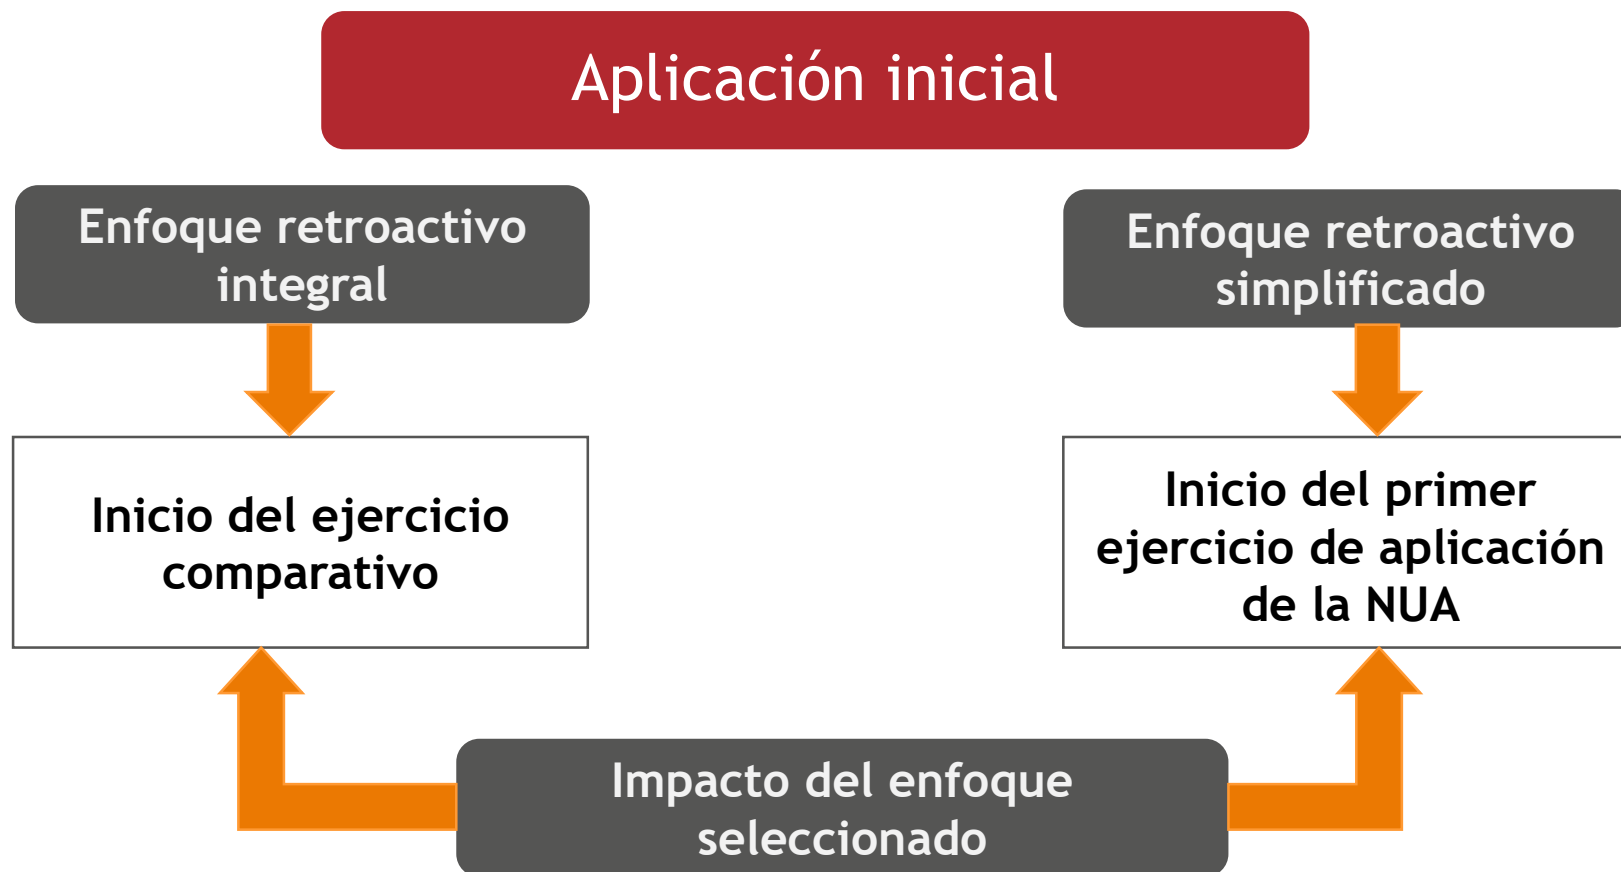 Aplicación inicial
Enfoque retroactivo
integral
Enfoque retroactivo
simplificado
Inicio del ejercicio
comparativo
Inicio del primer
ejercicio de aplicación
de la NUA
Impacto del enfoque
seleccionado